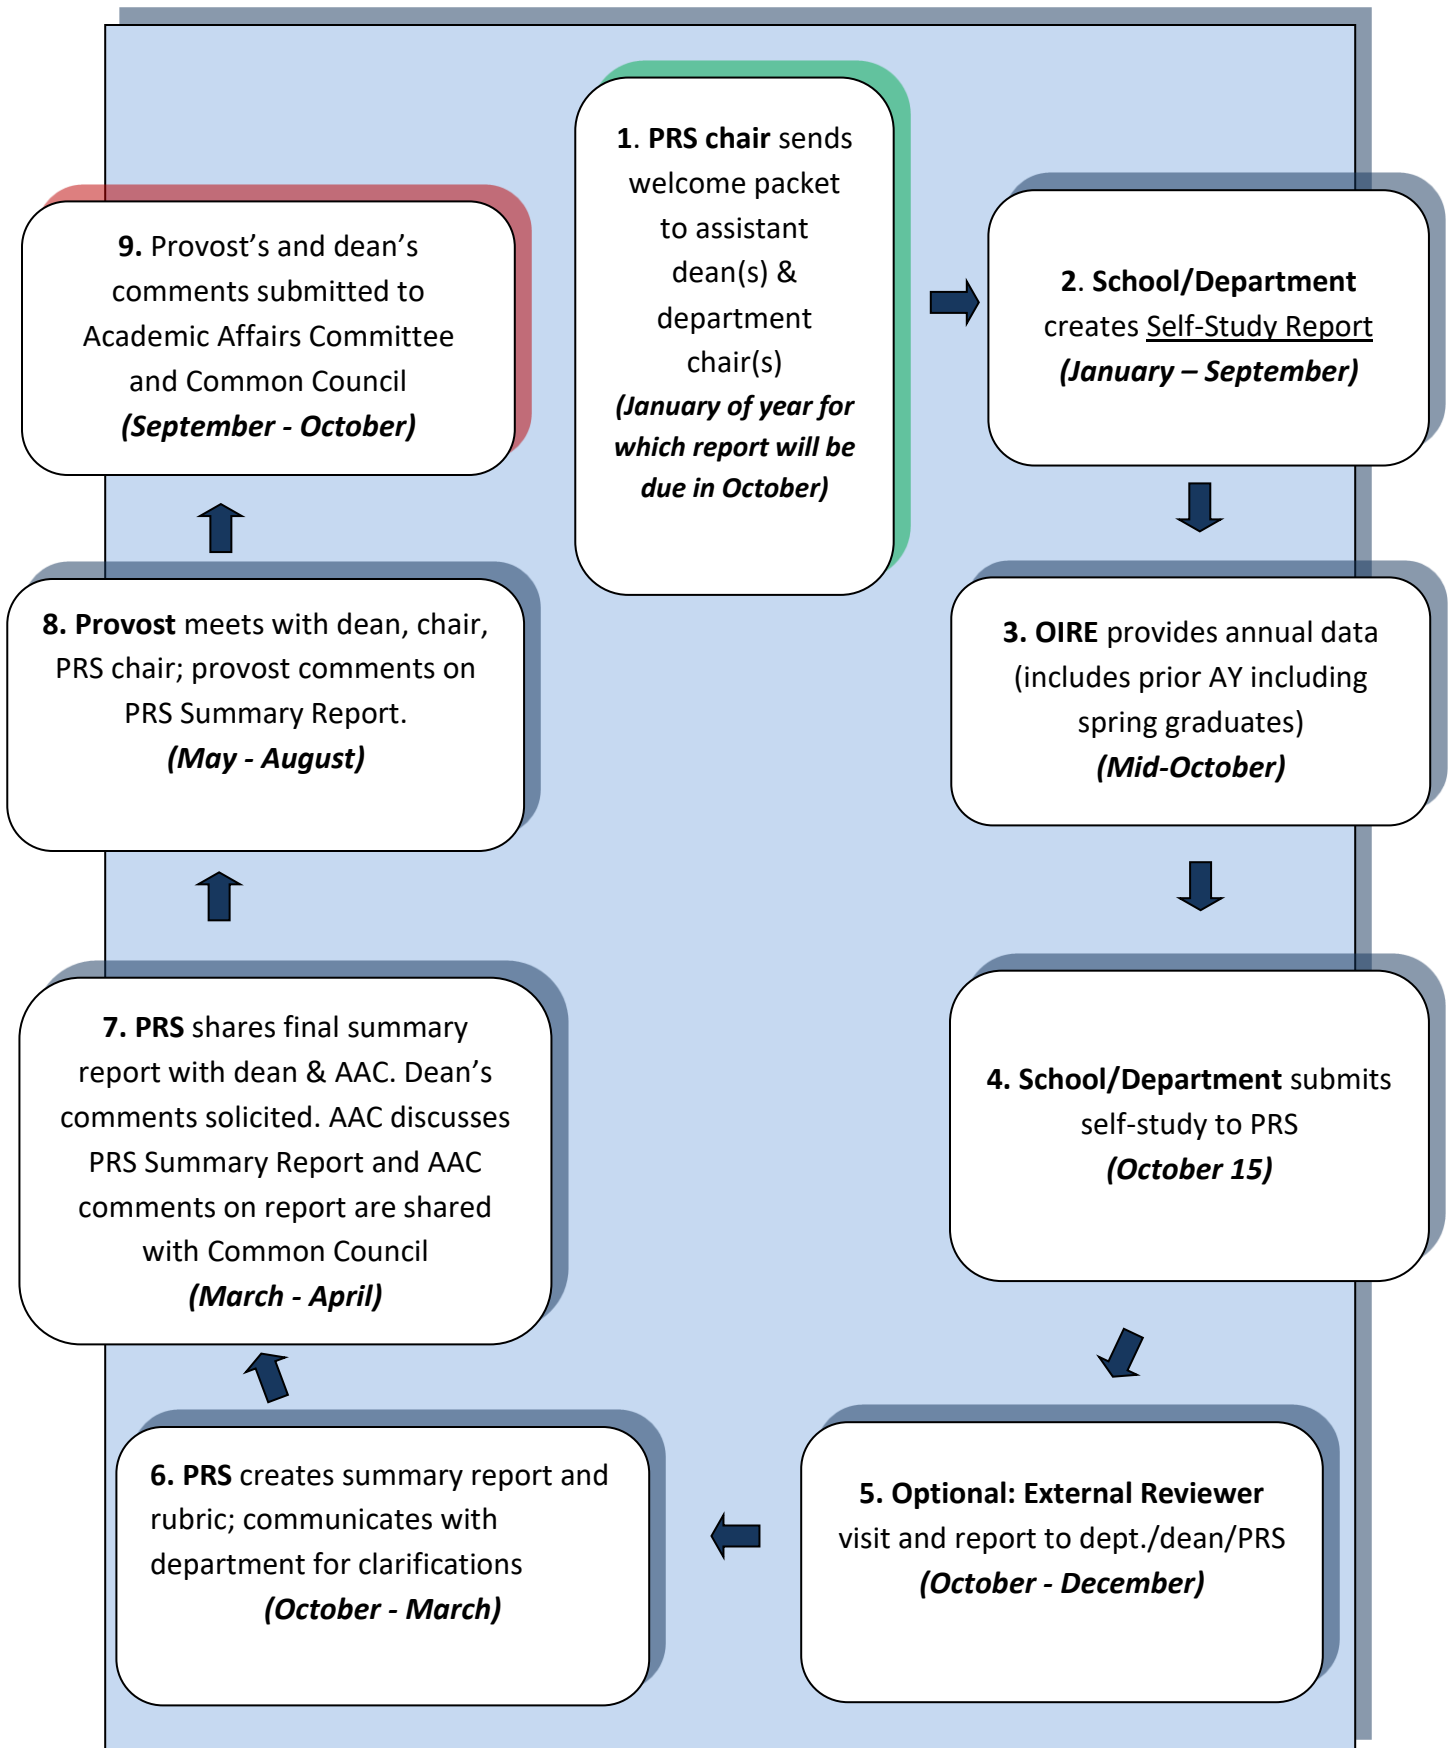 1. PRS chair sends
welcome packet
to assistant
dean(s) &
department
chair(s)
(January of year for
which report will be
due in October)
2. School/Department
creates Self-Study Report
(January – September)
3. OIRE provides annual data
(includes prior AY including
spring graduates)
(Mid-October)
4. School/Department submits
self-study to PRS
(October 15)
5. Optional: External Reviewer
visit and report to dept./dean/PRS
(October - December)
6. PRS creates summary report and
rubric; communicates with
department for clarifications
(October - March)
7. PRS shares final summary
report with dean & AAC. Dean’s
comments solicited. AAC discusses
PRS Summary Report and AAC
comments on report are shared
with Common Council
(March - April)
8. Provost meets with dean, chair,
PRS chair; provost comments on
PRS Summary Report.
(May - August)
9. Provost’s and dean’s
comments submitted to
Academic Affairs Committee
and Common Council
(September - October)